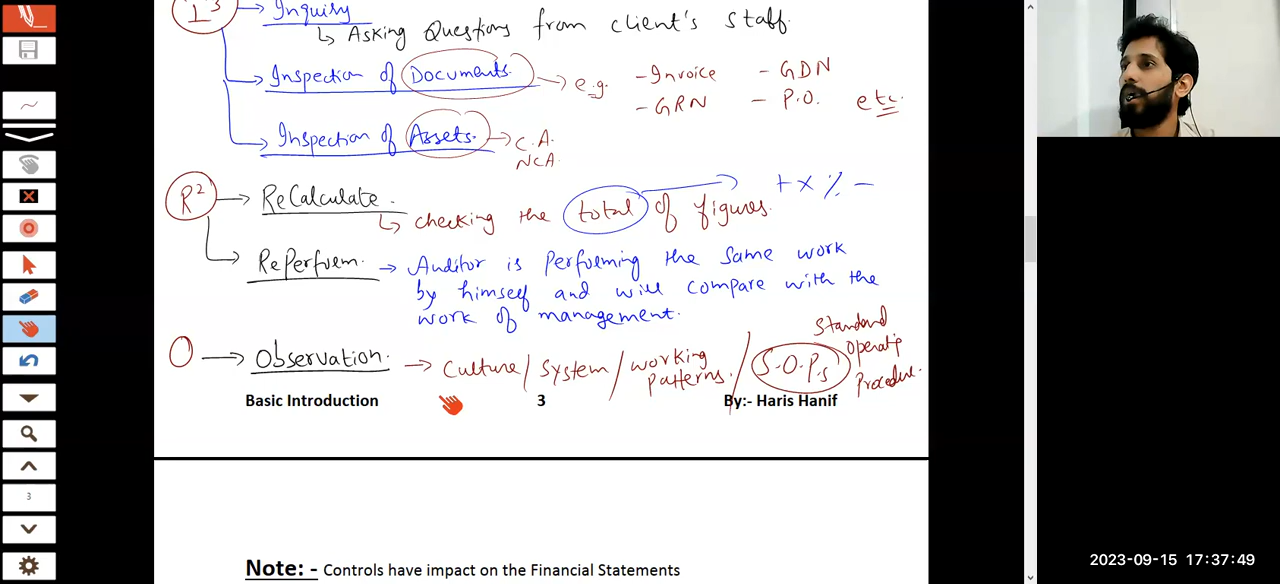 I3 → Inquiry
↳ Asking Questions from client's staff
→ Inspection of Documents. → e.g. - Invoice - GDN
- GRN - P.O. etc.
→ Inspection of Assets. → C.A.
NCA.
R² → ReCalculate.
↳ checking the total of figures. + × % −
→ RePerform. → Auditor is performing the same work
by himself and will compare with the
work of management.
O → Observation. → Culture / System / working patterns. / S.O.Ps Standard Operatig Procedure.
Basic Introduction 3 By:- Haris Hanif
Note: - Controls have impact on the Financial Statements
3
2023-09-15 17:37:49